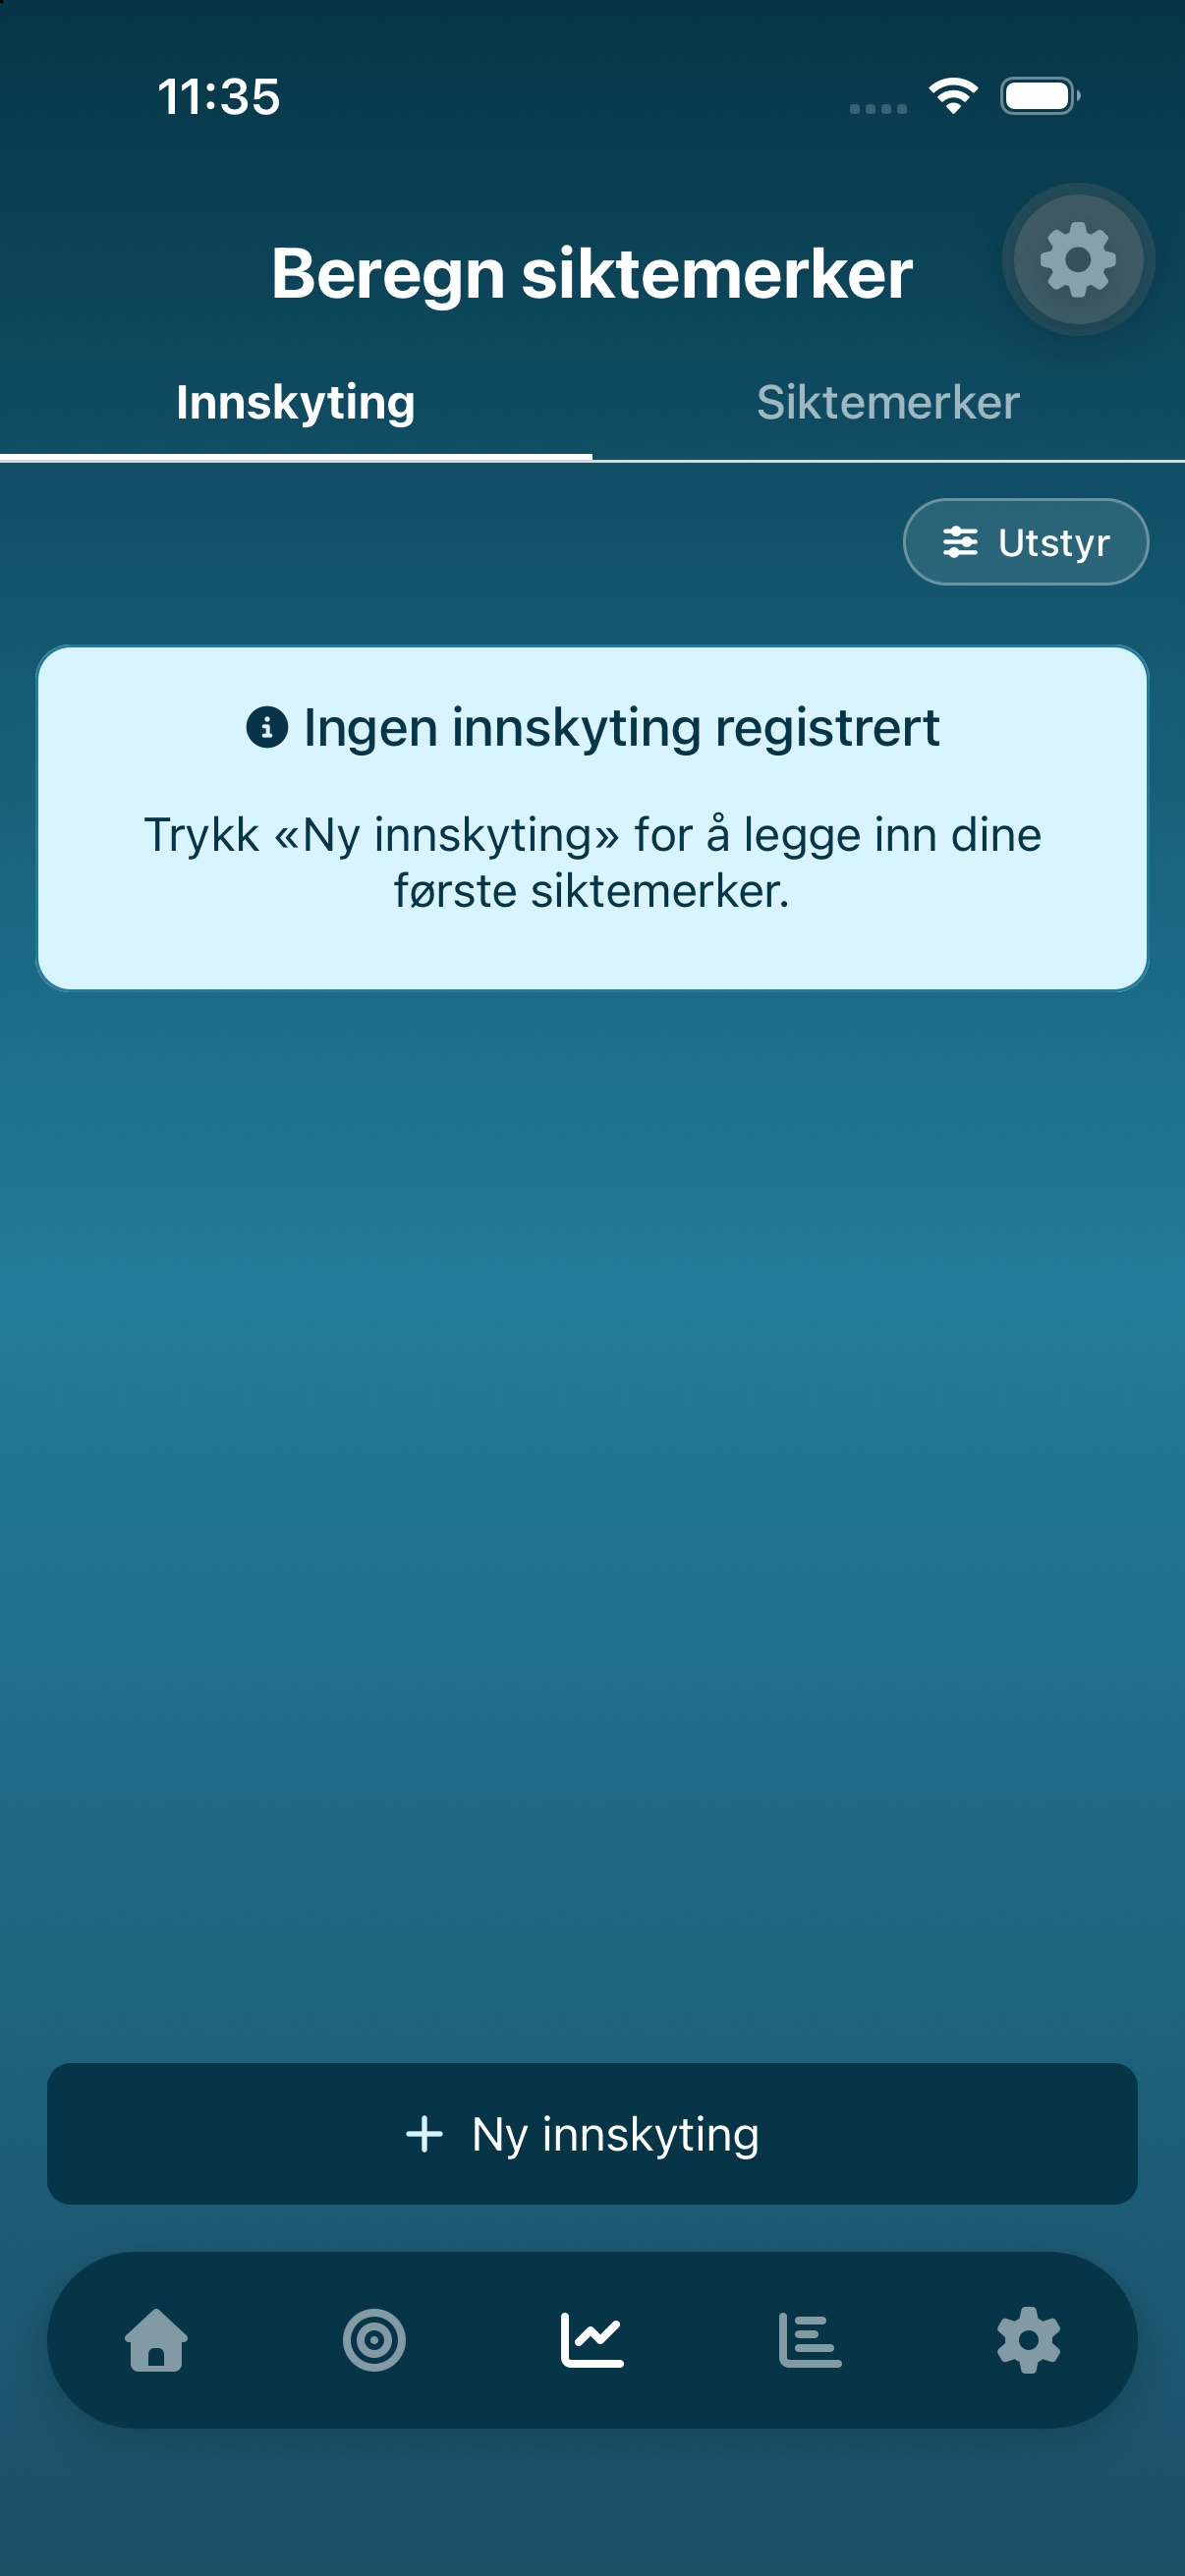 11:35
Beregn siktemerker
Innskyting
Siktemerker
Utstyr
Ingen innskyting registrert
Trykk «Ny innskyting» for å legge inn dine
første siktemerker.
Ny innskyting